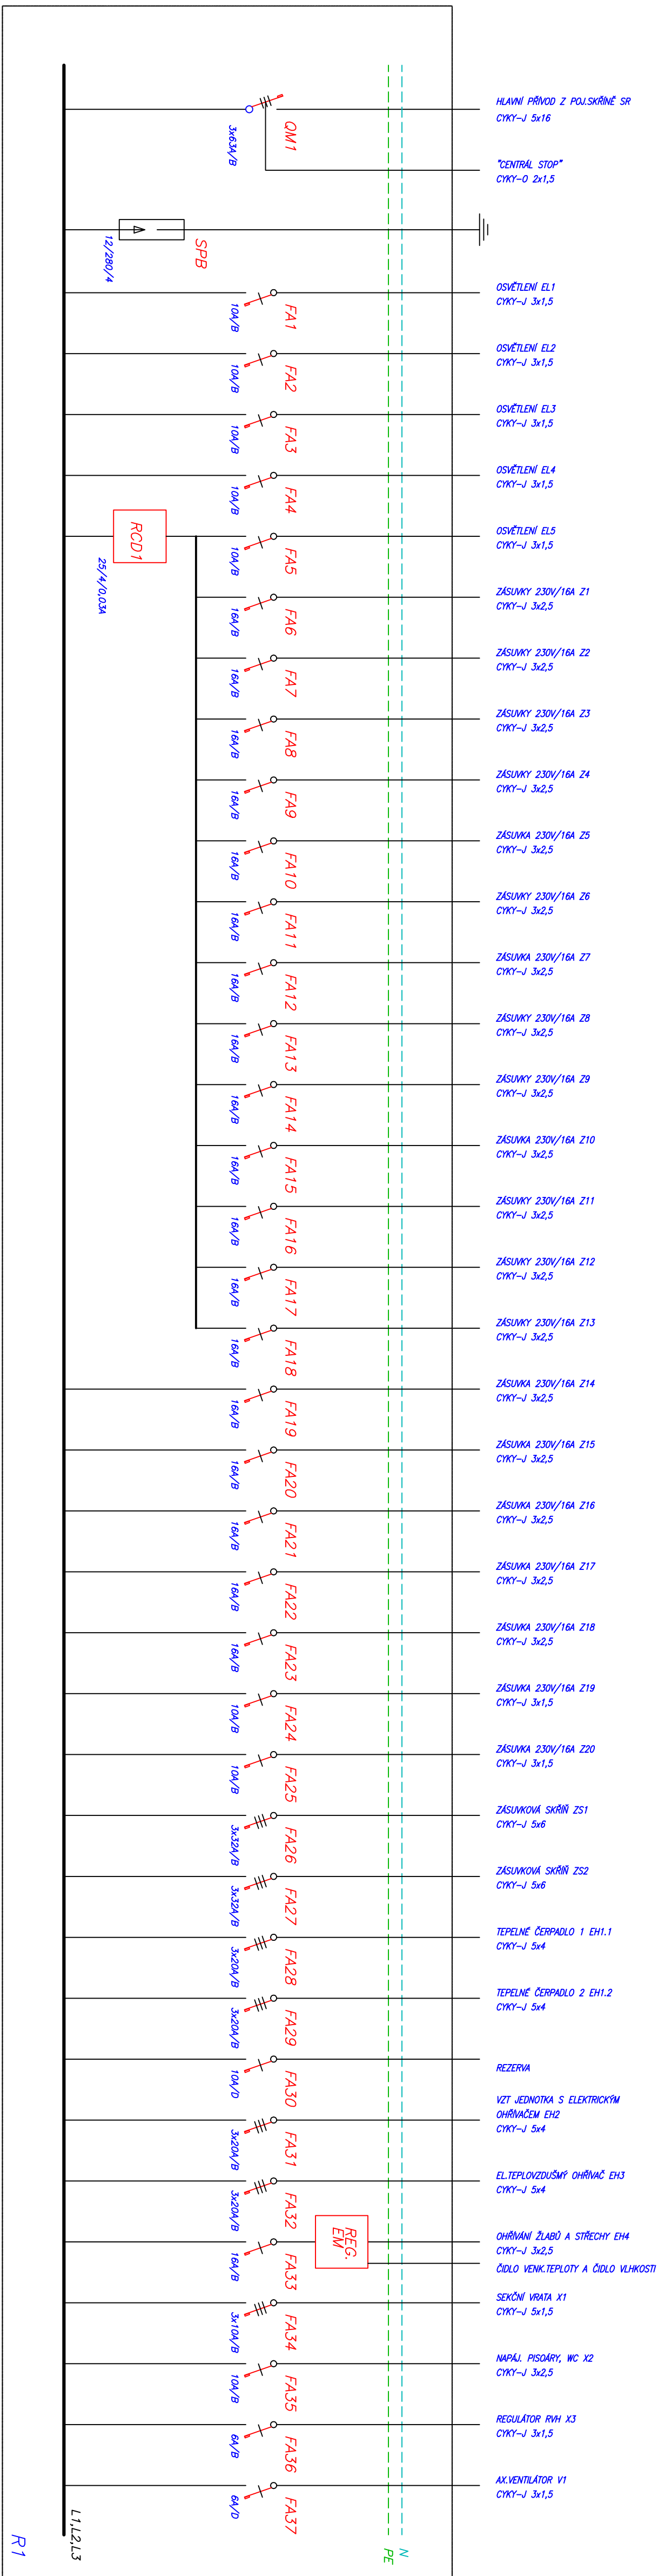 HLAVNÍ PŘÍVOD Z POJ.SKŘÍNĚ SR
CYKY-J 5x16
QM1
3x63A/B
"CENTRÁL STOP"
CYKY-O 2x1,5
SPB
12/280/4
OSVĚTLENÍ EL1
CYKY-J 3x1,5
FA1
10A/B
OSVĚTLENÍ EL2
CYKY-J 3x1,5
FA2
10A/B
OSVĚTLENÍ EL3
CYKY-J 3x1,5
FA3
10A/B
OSVĚTLENÍ EL4
CYKY-J 3x1,5
FA4
10A/B
OSVĚTLENÍ EL5
CYKY-J 3x1,5
FA5
10A/B
RCD1
25/4/0,03A
ZÁSUVKY 230V/16A Z1
CYKY-J 3x2,5
FA6
16A/B
ZÁSUVKY 230V/16A Z2
CYKY-J 3x2,5
FA7
16A/B
ZÁSUVKY 230V/16A Z3
CYKY-J 3x2,5
FA8
16A/B
ZÁSUVKY 230V/16A Z4
CYKY-J 3x2,5
FA9
16A/B
ZÁSUVKA 230V/16A Z5
CYKY-J 3x2,5
FA10
16A/B
ZÁSUVKY 230V/16A Z6
CYKY-J 3x2,5
FA11
16A/B
ZÁSUVKA 230V/16A Z7
CYKY-J 3x2,5
FA12
16A/B
ZÁSUVKY 230V/16A Z8
CYKY-J 3x2,5
FA13
16A/B
ZÁSUVKY 230V/16A Z9
CYKY-J 3x2,5
FA14
16A/B
ZÁSUVKA 230V/16A Z10
CYKY-J 3x2,5
FA15
16A/B
ZÁSUVKY 230V/16A Z11
CYKY-J 3x2,5
FA16
16A/B
ZÁSUVKY 230V/16A Z12
CYKY-J 3x2,5
FA17
16A/B
ZÁSUVKY 230V/16A Z13
CYKY-J 3x2,5
FA18
16A/B
ZÁSUVKA 230V/16A Z14
CYKY-J 3x2,5
FA19
16A/B
ZÁSUVKA 230V/16A Z15
CYKY-J 3x2,5
FA20
16A/B
ZÁSUVKA 230V/16A Z16
CYKY-J 3x2,5
FA21
16A/B
ZÁSUVKA 230V/16A Z17
CYKY-J 3x2,5
FA22
16A/B
ZÁSUVKA 230V/16A Z18
CYKY-J 3x2,5
FA23
16A/B
ZÁSUVKA 230V/16A Z19
CYKY-J 3x1,5
FA24
10A/B
ZÁSUVKA 230V/16A Z20
CYKY-J 3x1,5
FA25
10A/B
ZÁSUVKOVÁ SKŘÍŇ ZS1
CYKY-J 5x6
FA26
3x32A/B
ZÁSUVKOVÁ SKŘÍŇ ZS2
CYKY-J 5x6
FA27
3x32A/B
TEPELNÉ ČERPADLO 1 EH1.1
CYKY-J 5x4
FA28
3x20A/B
TEPELNÉ ČERPADLO 2 EH1.2
CYKY-J 5x4
FA29
3x20A/B
REZERVA
FA30
10A/D
VZT JEDNOTKA S ELEKTRICKÝM
OHŘÍVAČEM EH2
CYKY-J 5x4
FA31
3x20A/B
EL.TEPLOVZDUŠMÝ OHŘÍVAČ EH3
CYKY-J 5x4
FA32
3x20A/B
OHŘÍVÁNÍ ŽLABŮ A STŘECHY EH4
CYKY-J 3x2,5
ČIDLO VENK.TEPLOTY A ČIDLO VLHKOSTI
REG.
EM
FA33
16A/B
SEKČNÍ VRATA X1
CYKY-J 5x1,5
FA34
3x10A/B
NAPÁJ. PISOÁRY, WC X2
CYKY-J 3x2,5
FA35
10A/B
REGULÁTOR RVH X3
CYKY-J 3x1,5
FA36
6A/B
AX.VENTILÁTOR V1
CYKY-J 3x1,5
FA37
6A/D
N
PE
L1,L2,L3
R1